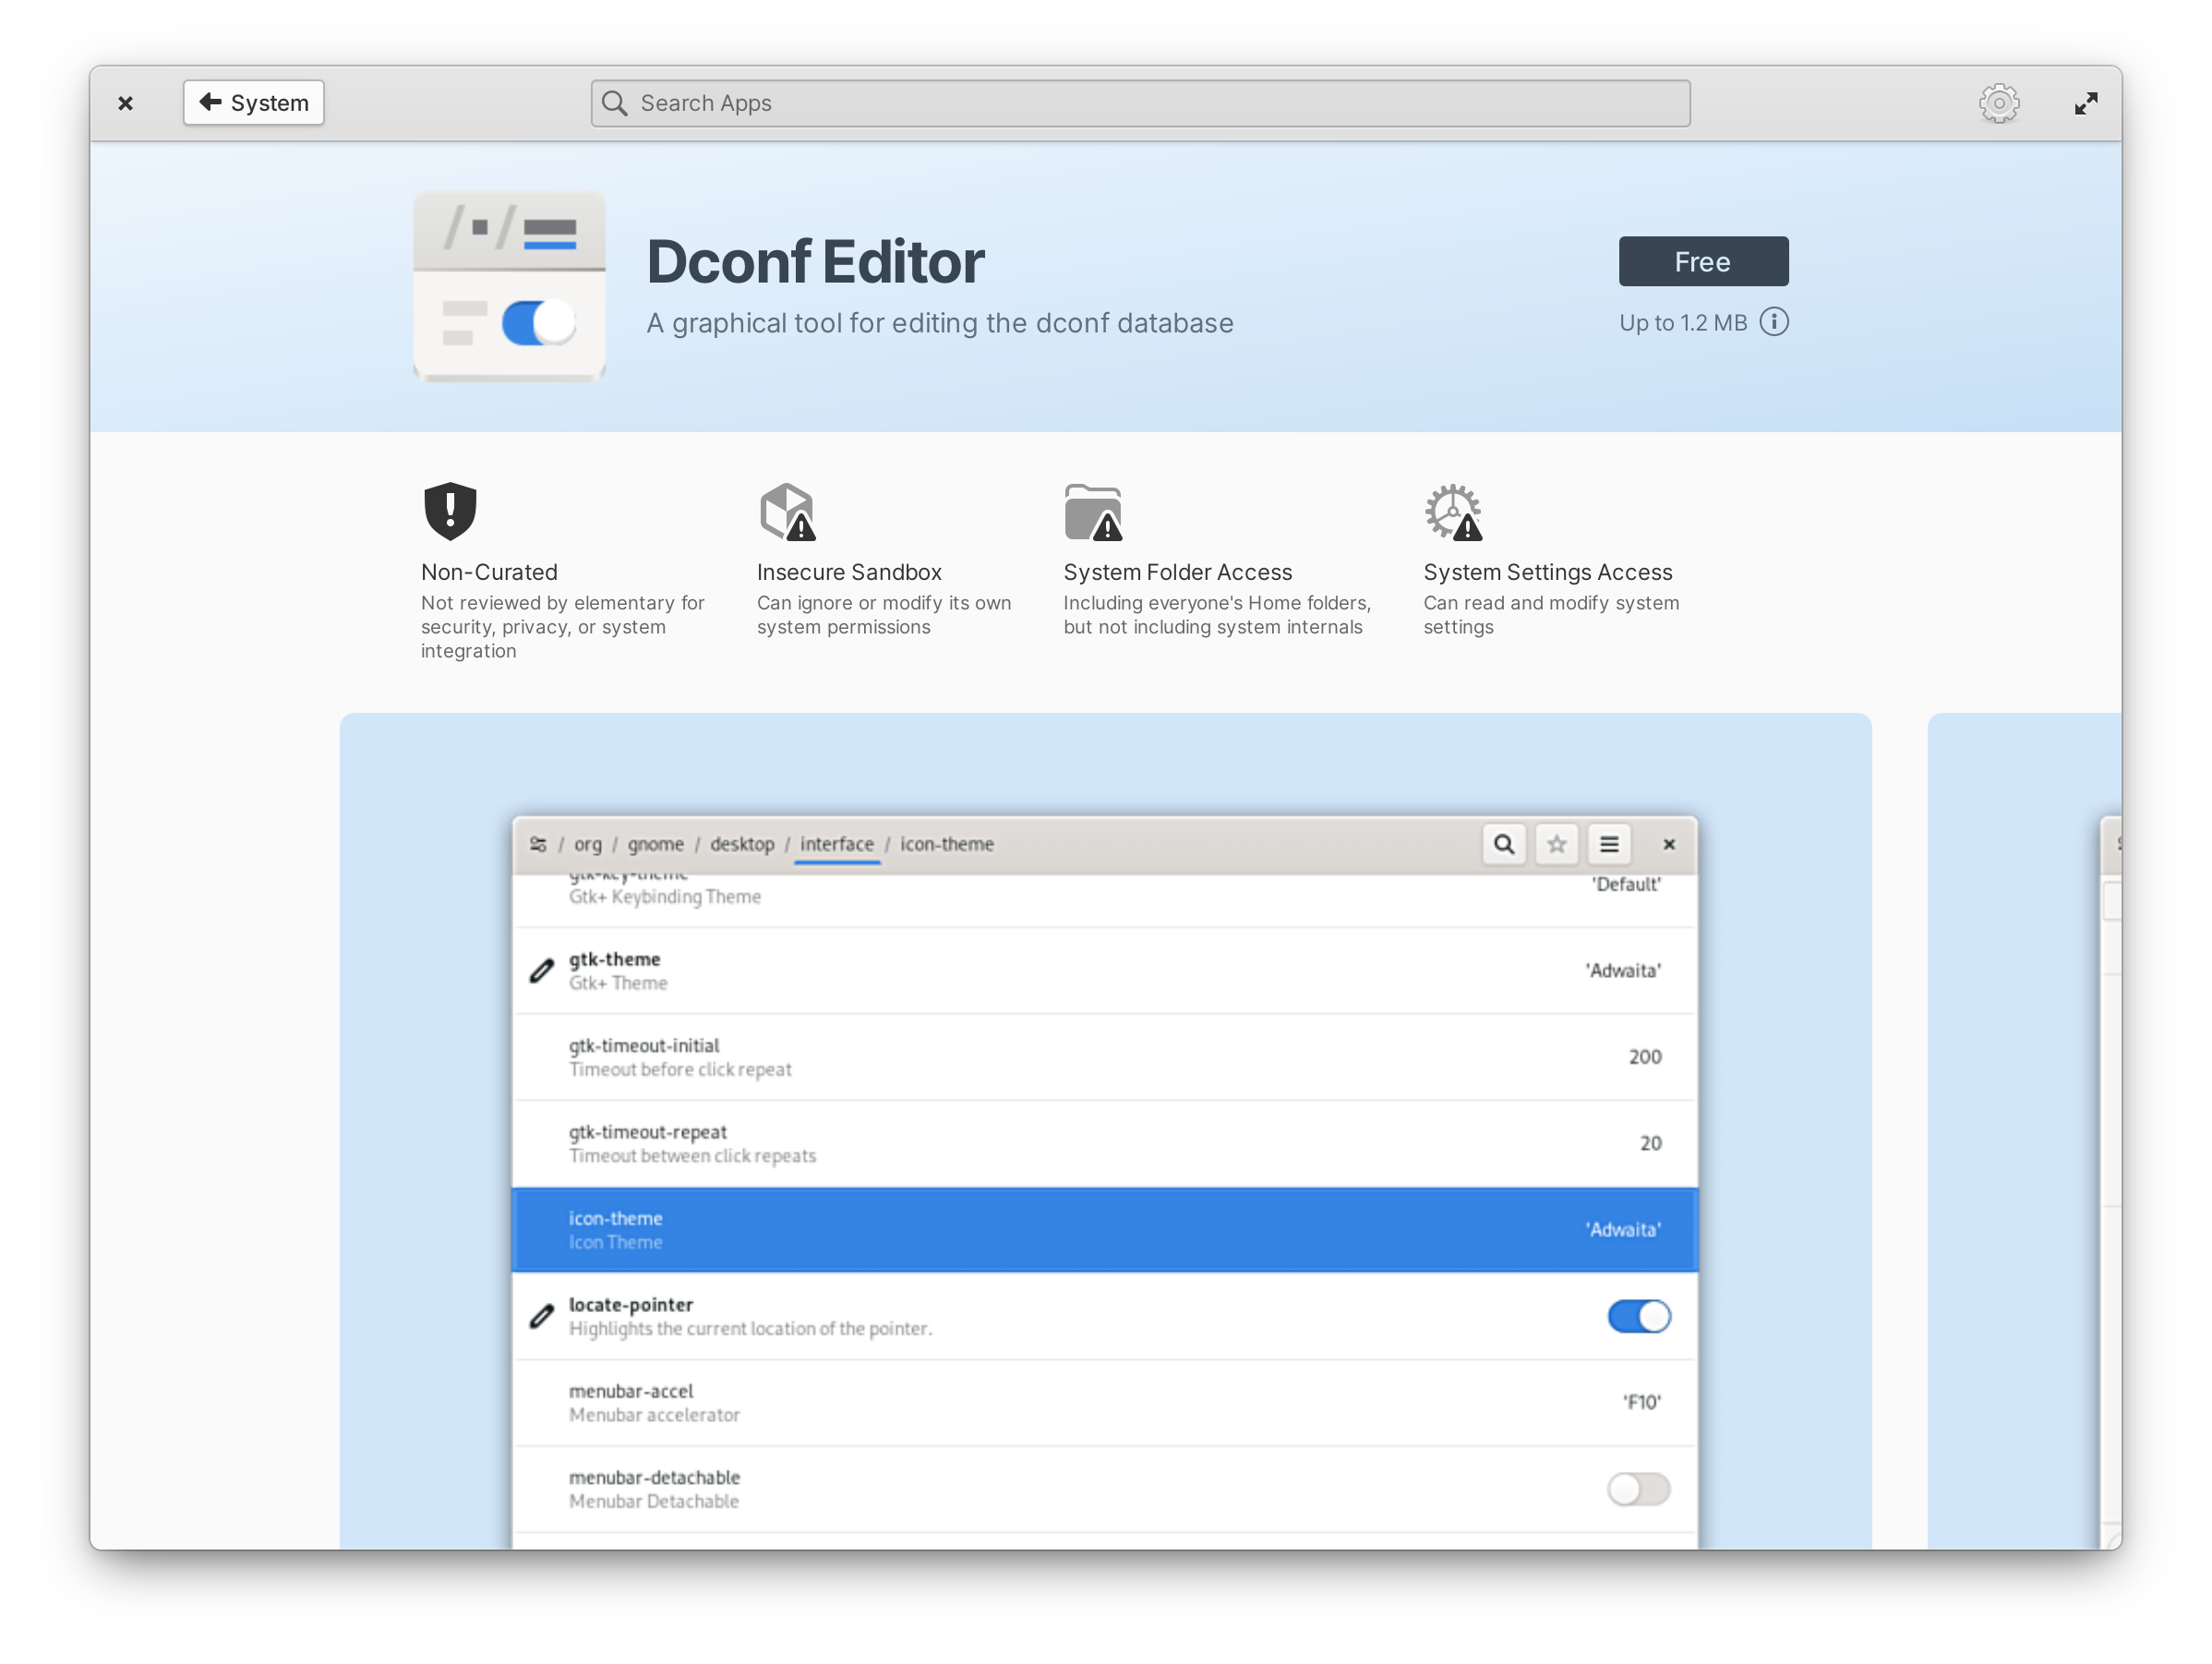 System
Search Apps
Dconf Editor
A graphical tool for editing the dconf database
Free
Up to 1.2 MB
Non-Curated
Not reviewed by elementary for
security, privacy, or system
integration
Insecure Sandbox
Can ignore or modify its own
system permissions
System Folder Access
Including everyone's Home folders,
but not including system internals
System Settings Access
Can read and modify system
settings
/ org / gnome / desktop / interface / icon-theme
gtk-key-theme
'Default'
Gtk+ Keybinding Theme
gtk-theme
Gtk+ Theme
'Adwaita'
gtk-timeout-initial
Timeout before click repeat
200
gtk-timeout-repeat
Timeout between click repeats
20
icon-theme
Icon Theme
'Adwaita'
locate-pointer
Highlights the current location of the pointer.
menubar-accel
Menubar accelerator
'F10'
menubar-detachable
Menubar Detachable